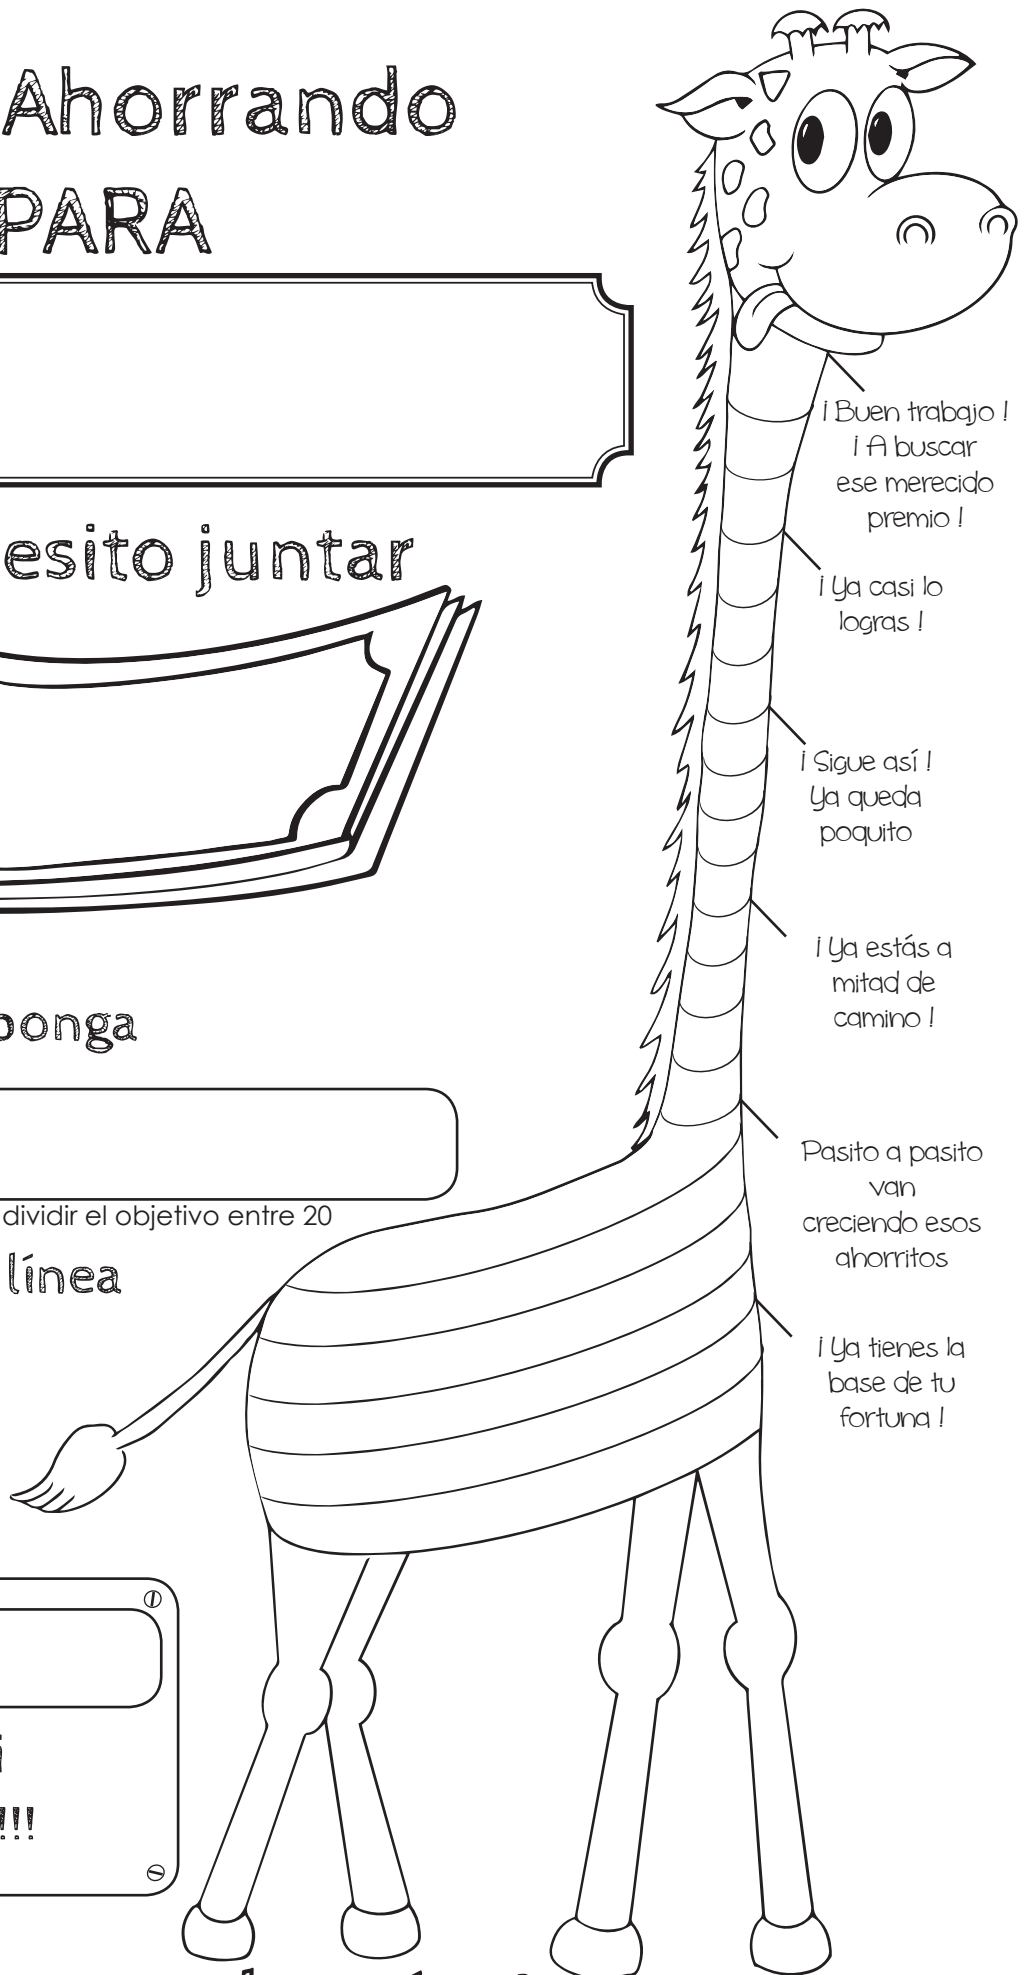 Ahorrando
PARA
esito juntar
ponga
dividir el objetivo entre 20
línea
!!!
¡ Buen trabajo !
¡ A buscar
ese merecido
premio !
¡ Ya casi lo
logras !
¡ Sigue así !
Ya queda
poquito
¡ Ya estás a
mitad de
camino !
Pasito a pasito
van
creciendo esos
ahorritos
¡ Ya tienes la
base de tu
fortuna !